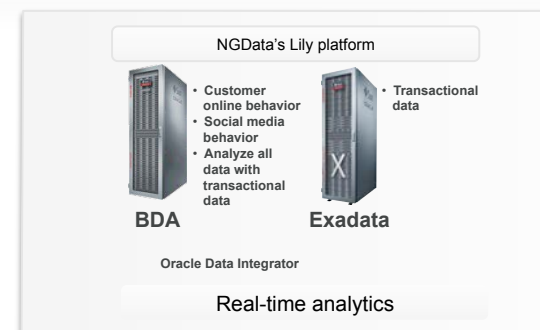 NGData's Lily platform
• Customer
online behavior
• Social media
behavior
• Analyze all
data with
transactional
data
• Transactional
data
X
BDA
Exadata
Oracle Data Integrator
Real-time analytics